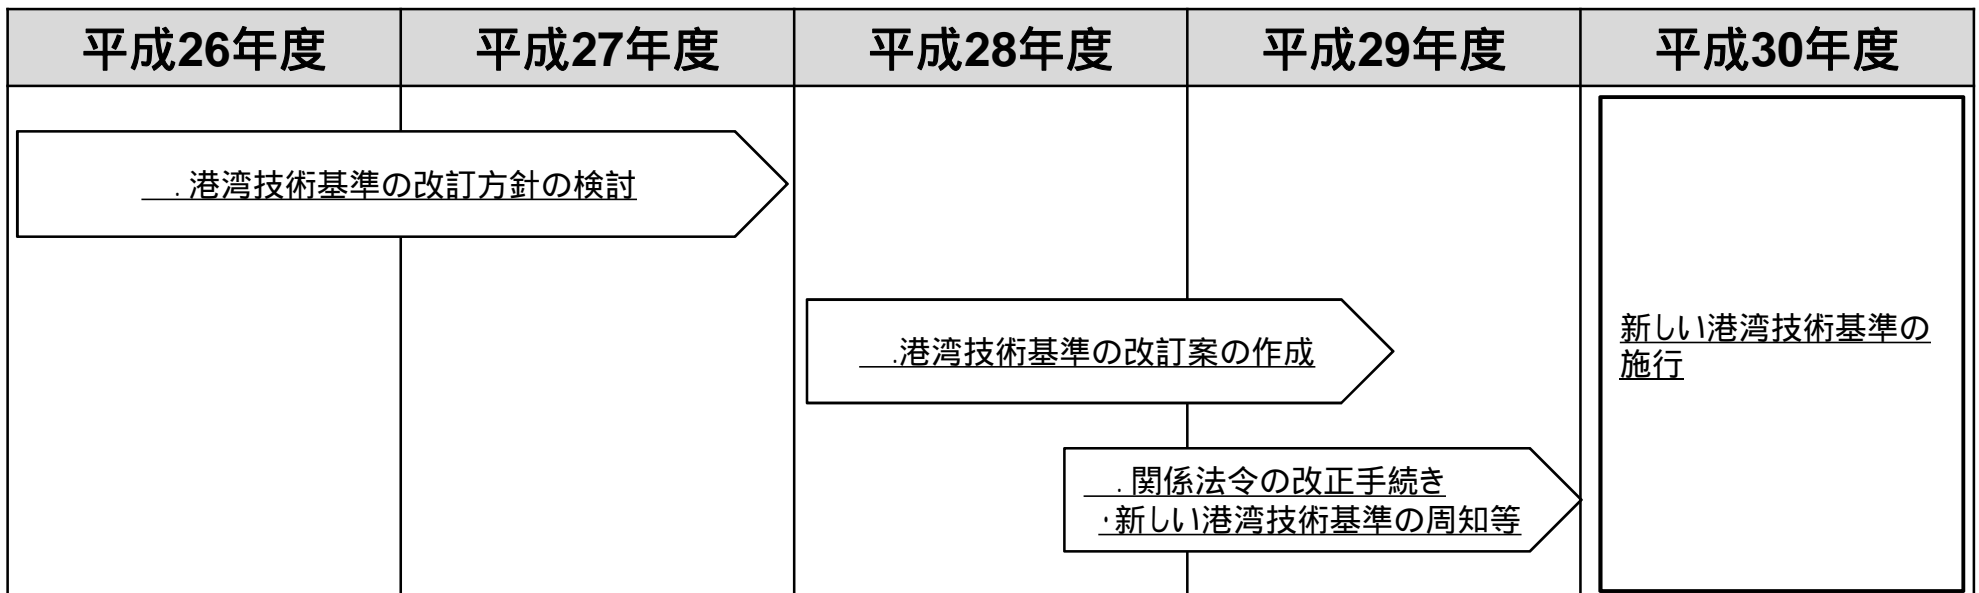 平成26年度
平成27年度
平成28年度
平成29年度
平成30年度
. 港湾技術基準の改訂方針の検討
.港湾技術基準の改訂案の作成
. 関係法令の改正手続き
・新しい港湾技術基準の周知等
新しい港湾技術基準の
施行